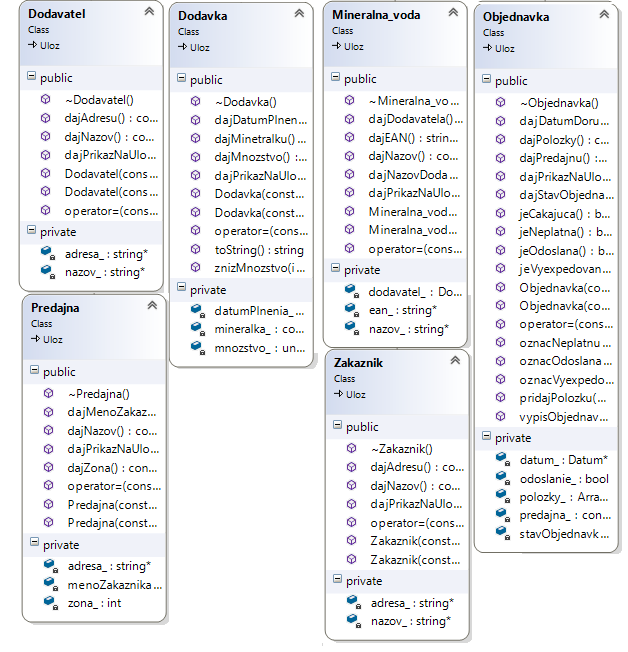 Dodavatel
Class
Uloz
public
~Dodavatel()
dajAdresu() : co...
dajNazov() : co...
dajPrikazNaUlo...
Dodavatel(cons...
Dodavatel(cons...
operator=(cons...
private
adresa_ : string*
nazov_ : string*
Predajna
Class
Uloz
public
~Predajna()
dajMenoZakaz...
dajNazov() : co...
dajPrikazNaUlo...
dajZona() : con...
operator=(cons...
Predajna(const...
Predajna(const...
private
adresa_ : string*
menoZakaznika...
zona_ : int
Dodavka
Class
Uloz
public
~Dodavka()
dajDatumPlnen...
dajMinetralku() ...
dajMnozstvo() :...
dajPrikazNaUlo...
Dodavka(const...
Dodavka(const...
operator=(cons...
toString() : string
znizMnozstvo(i...
private
datumPlnenia_ ...
mineralka_ : co...
mnozstvo_ : un...
Mineralna_voda
Class
Uloz
public
~Mineralna_vo...
dajDodavatela()...
dajEAN() : strin...
dajNazov() : co...
dajNazovDoda...
dajPrikazNaUlo...
Mineralna_vod...
Mineralna_vod...
operator=(cons...
private
dodavatel_ : Do...
ean_ : string*
nazov_ : string*
Zakaznik
Class
Uloz
public
~Zakaznik()
dajAdresu() : co...
dajNazov() : co...
dajPrikazNaUlo...
operator=(cons...
Zakaznik(const...
Zakaznik(const...
private
adresa_ : string*
nazov_ : string*
Objednavka
Class
Uloz
public
~Objednavka()
dajDatumDoru...
dajPolozky() : c...
dajPredajnu() :...
dajPrikazNaUlo...
dajStavObjedna...
jeCakajuca() : b...
jeNeplatna() : b...
jeOdoslana() : b...
jeVyexpedovan...
Objednavka(co...
Objednavka(co...
operator=(cons...
oznacNeplatnu...
oznacOdoslana...
oznacVyexpedo...
pridajPolozku(...
vypisObjednav...
private
datum_ : Datum*
odoslanie_ : bool
polozky_ : Arra...
predajna_ : con...
stavObjednavk...